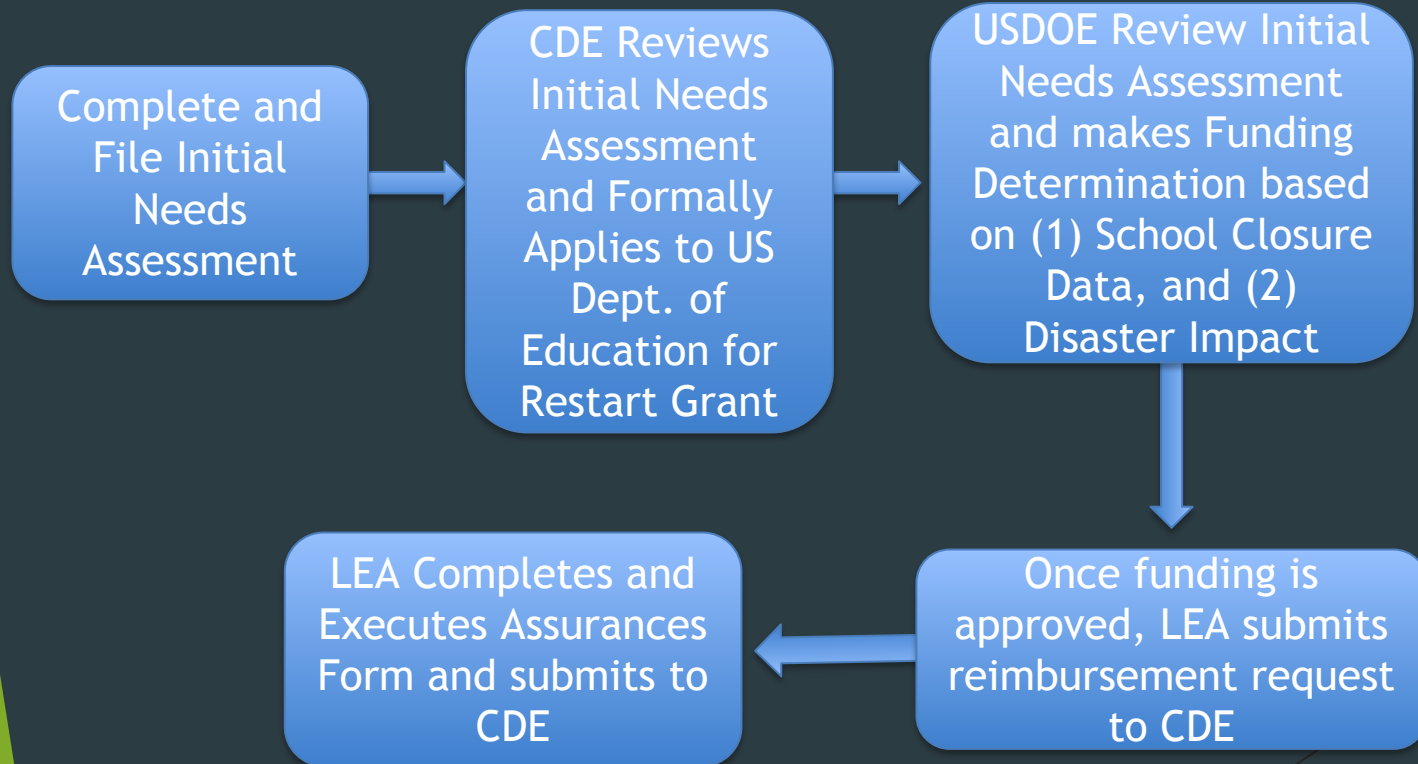 Complete and
File Initial
Needs
Assessment
CDE Reviews
Initial Needs
Assessment
and Formally
Applies to US
Dept. of
Education for
Restart Grant
USDOE Review Initial
Needs Assessment
and makes Funding
Determination based
on (1) School Closure
Data, and (2)
Disaster Impact
Once funding is
approved, LEA submits
reimbursement request
to CDE
LEA Completes and
Executes Assurances
Form and submits to
CDE